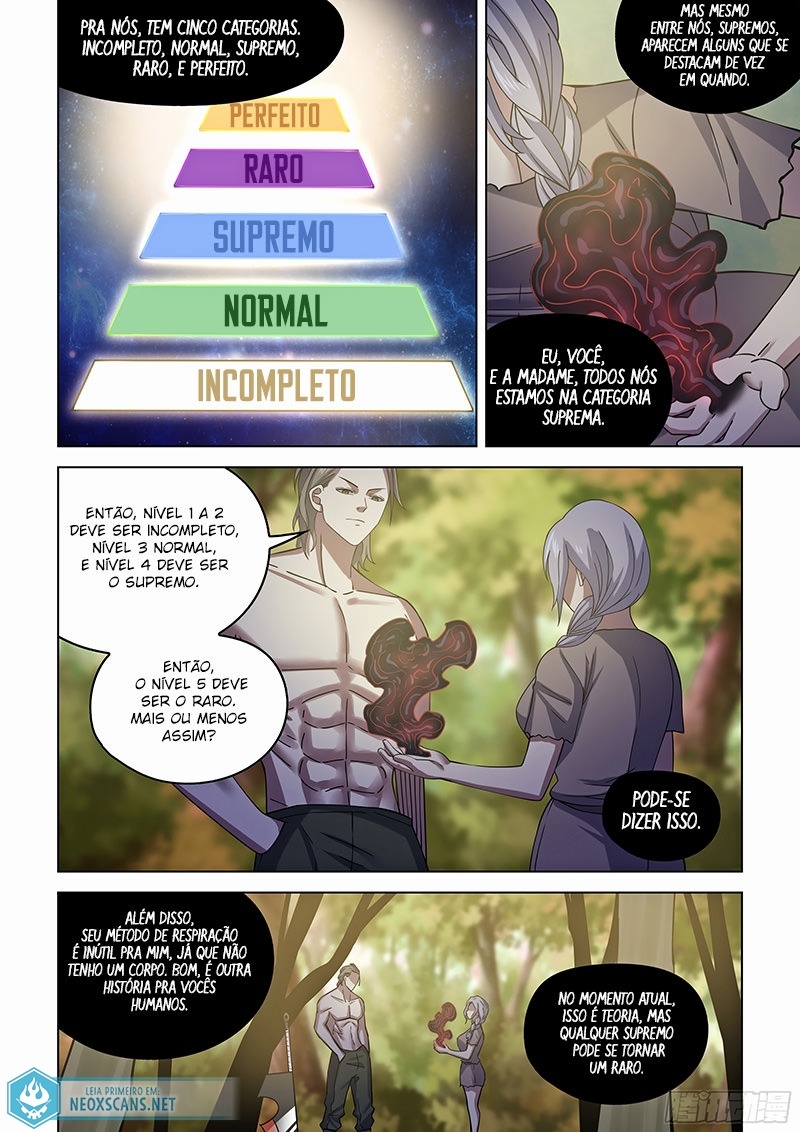 PRA NÓS, TEM CINCO CATEGORIAS.
INCOMPLETO, NORMAL, SUPREMO,
RARO, E PERFEITO.
PERFEITO
RARO
SUPREMO
NORMAL
INCOMPLETO
MAS MESMO
ENTRE NÓS, SUPREMOS,
APARECEM ALGUNS QUE SE
DESTACAM DE VEZ
EM QUANDO.
EU, VOCÊ,
E A MADAME, TODOS NÓS
ESTAMOS NA CATEGORIA
SUPREMA.
ENTÃO, NÍVEL 1 A 2
DEVE SER INCOMPLETO,
NÍVEL 3 NORMAL,
E NÍVEL 4 DEVE SER
O SUPREMO.
ENTÃO,
O NÍVEL 5 DEVE
SER O RARO.
MAIS OU MENOS
ASSIM?
PODE-SE
DIZER ISSO.
ALÉM DISSO,
SEU MÉTODO DE RESPIRAÇÃO
É INÚTIL PRA MIM, JÁ QUE NÃO
TENHO UM CORPO. BOM, É OUTRA
HISTÓRIA PRA VOCÊS
HUMANOS.
NO MOMENTO ATUAL,
ISSO É TEORIA, MAS
QUALQUER SUPREMO
PODE SE TORNAR
UM RARO.
LEIA PRIMEIRO EM:
NEOXSCANS.NET
腾讯动漫